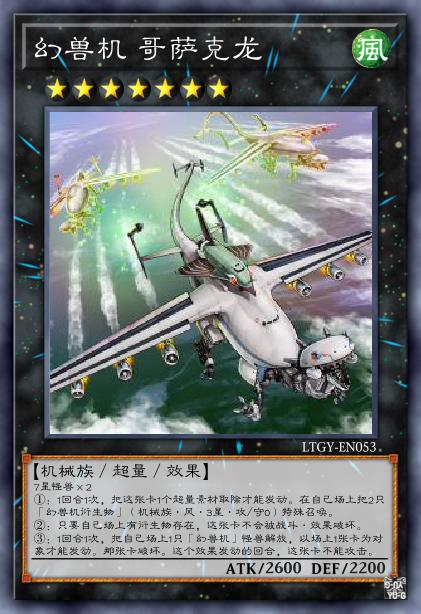 幻兽机 哥萨克龙
風
LTGY-EN053
【机械族／超量／效果】
7星怪兽×2
①：1回合1次，把这张卡1个超量素材取除才能发动。在自己场上把2只
「幻兽机衍生物」（机械族·风·3星·攻/守0）特殊召唤。
②：只要自己场上有衍生物存在，这张卡不会被战斗·效果破坏。
③：1回合1次，把自己场上1只「幻兽机」怪兽解放，以场上1张卡为对
象才能发动。那张卡破坏。这个效果发动的回合，这张卡不能攻击。
ATK/2600 DEF/2200